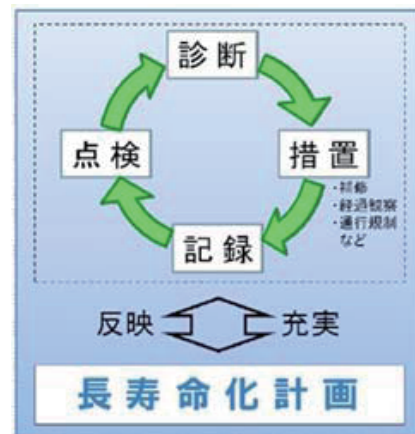 診断
点検
措置
・補修
・経過観察
・通行規制
など
記録
反映
充実
長寿命化計画